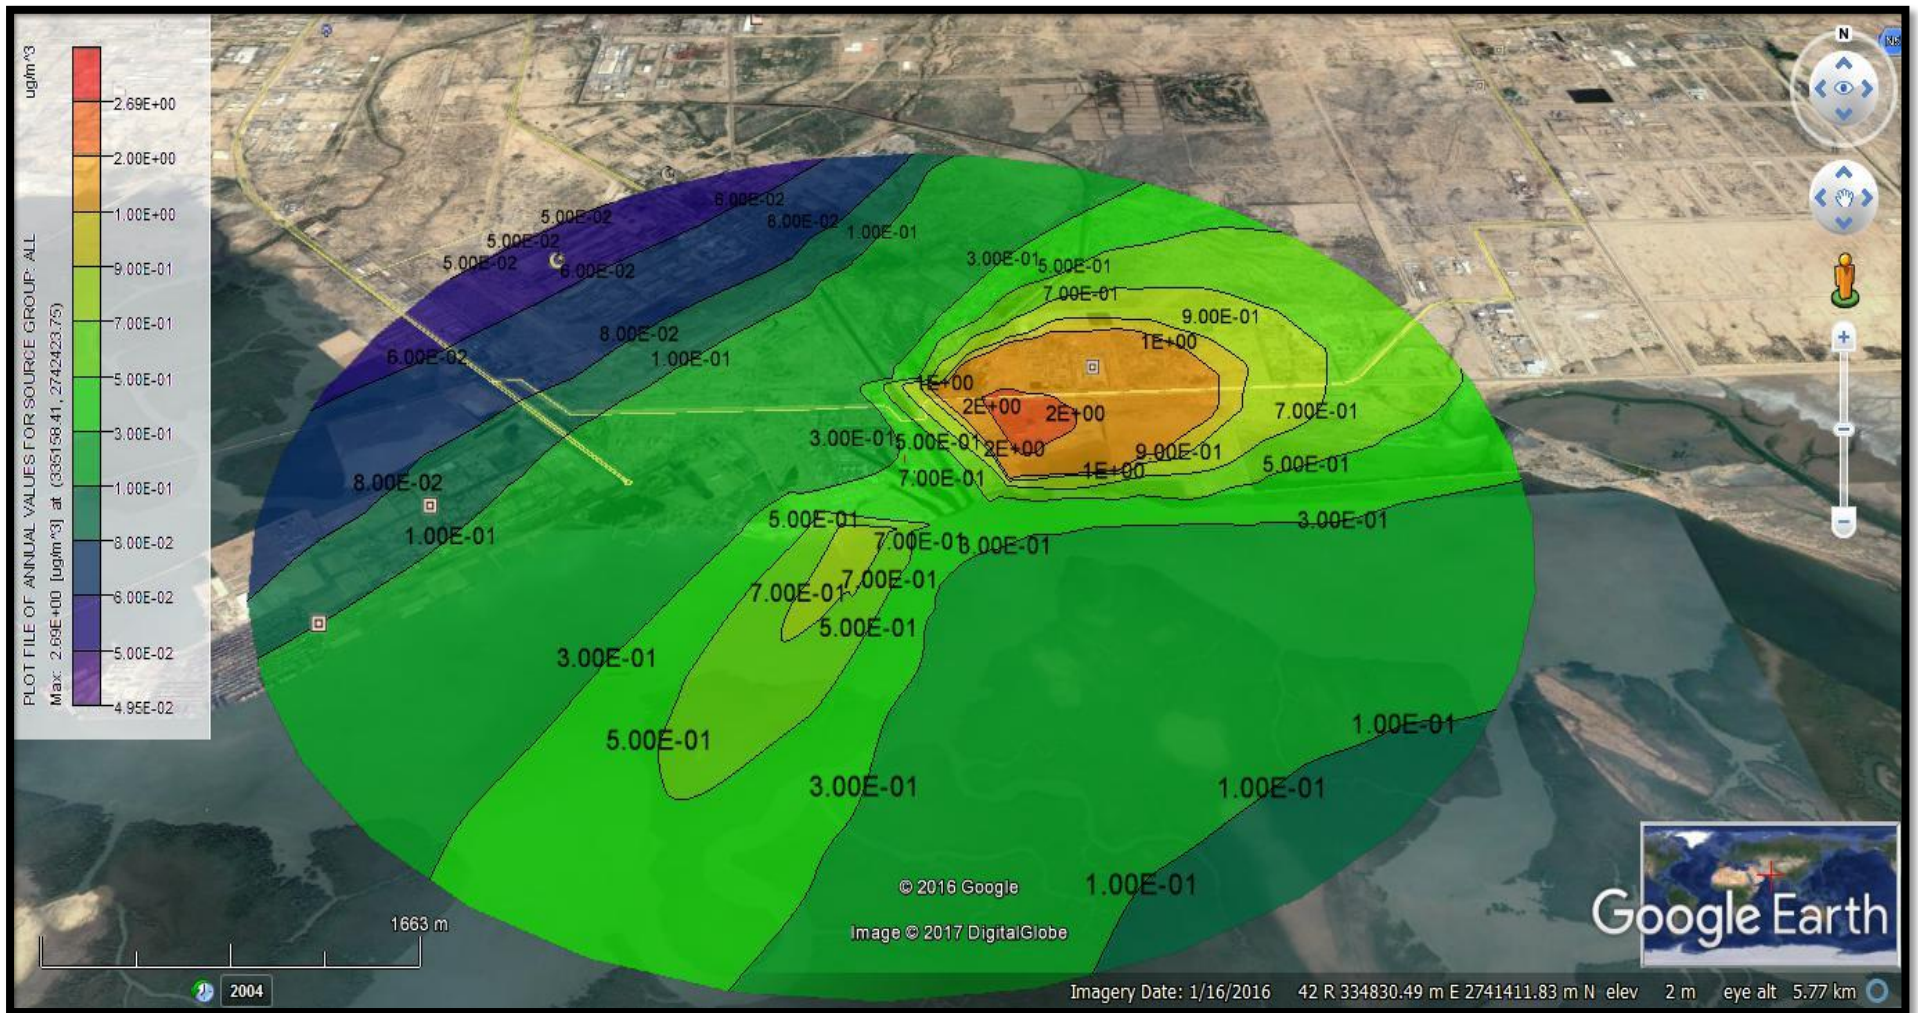 PLOT FILE OF ANNUAL VALUES FOR SOURCE GROUP: ALL
ug/m^3
Max: 2.69E+00 [ug/m^3] at (335158.41, 2742423.75)
2.69E+00
2.00E+00
1.00E+00
9.00E-01
7.00E-01
5.00E-01
3.00E-01
1.00E-01
8.00E-02
6.00E-02
5.00E-02
4.95E-02
N
6.00E-02
5.00E-02
8.00E-02
1.00E-01
5.00E-02
5.00E-02
6.00E-02
3.00E-01
5.00E-01
7.00E-01
9.00E-01
8.00E-02
1E+00
6.00E-02
1.00E-01
1E+00
2E+00
2E+00
7.00E-01
3.00E-01
5.00E-01
2E+00
9.00E-01
5.00E-01
1E+00
7.00E-01
8.00E-02
5.00E-01
3.00E-01
1.00E-01
7.00E-01
3.00E-01
7.00E-01
7.00E-01
5.00E-01
3.00E-01
1.00E-01
5.00E-01
3.00E-01
1.00E-01
1.00E-01
© 2016 Google
Image © 2017 DigitalGlobe
Google Earth
1663 m
2004
Imagery Date: 1/16/2016 42 R 334830.49 m E 2741411.83 m N elev 2 m eye alt 5.77 km